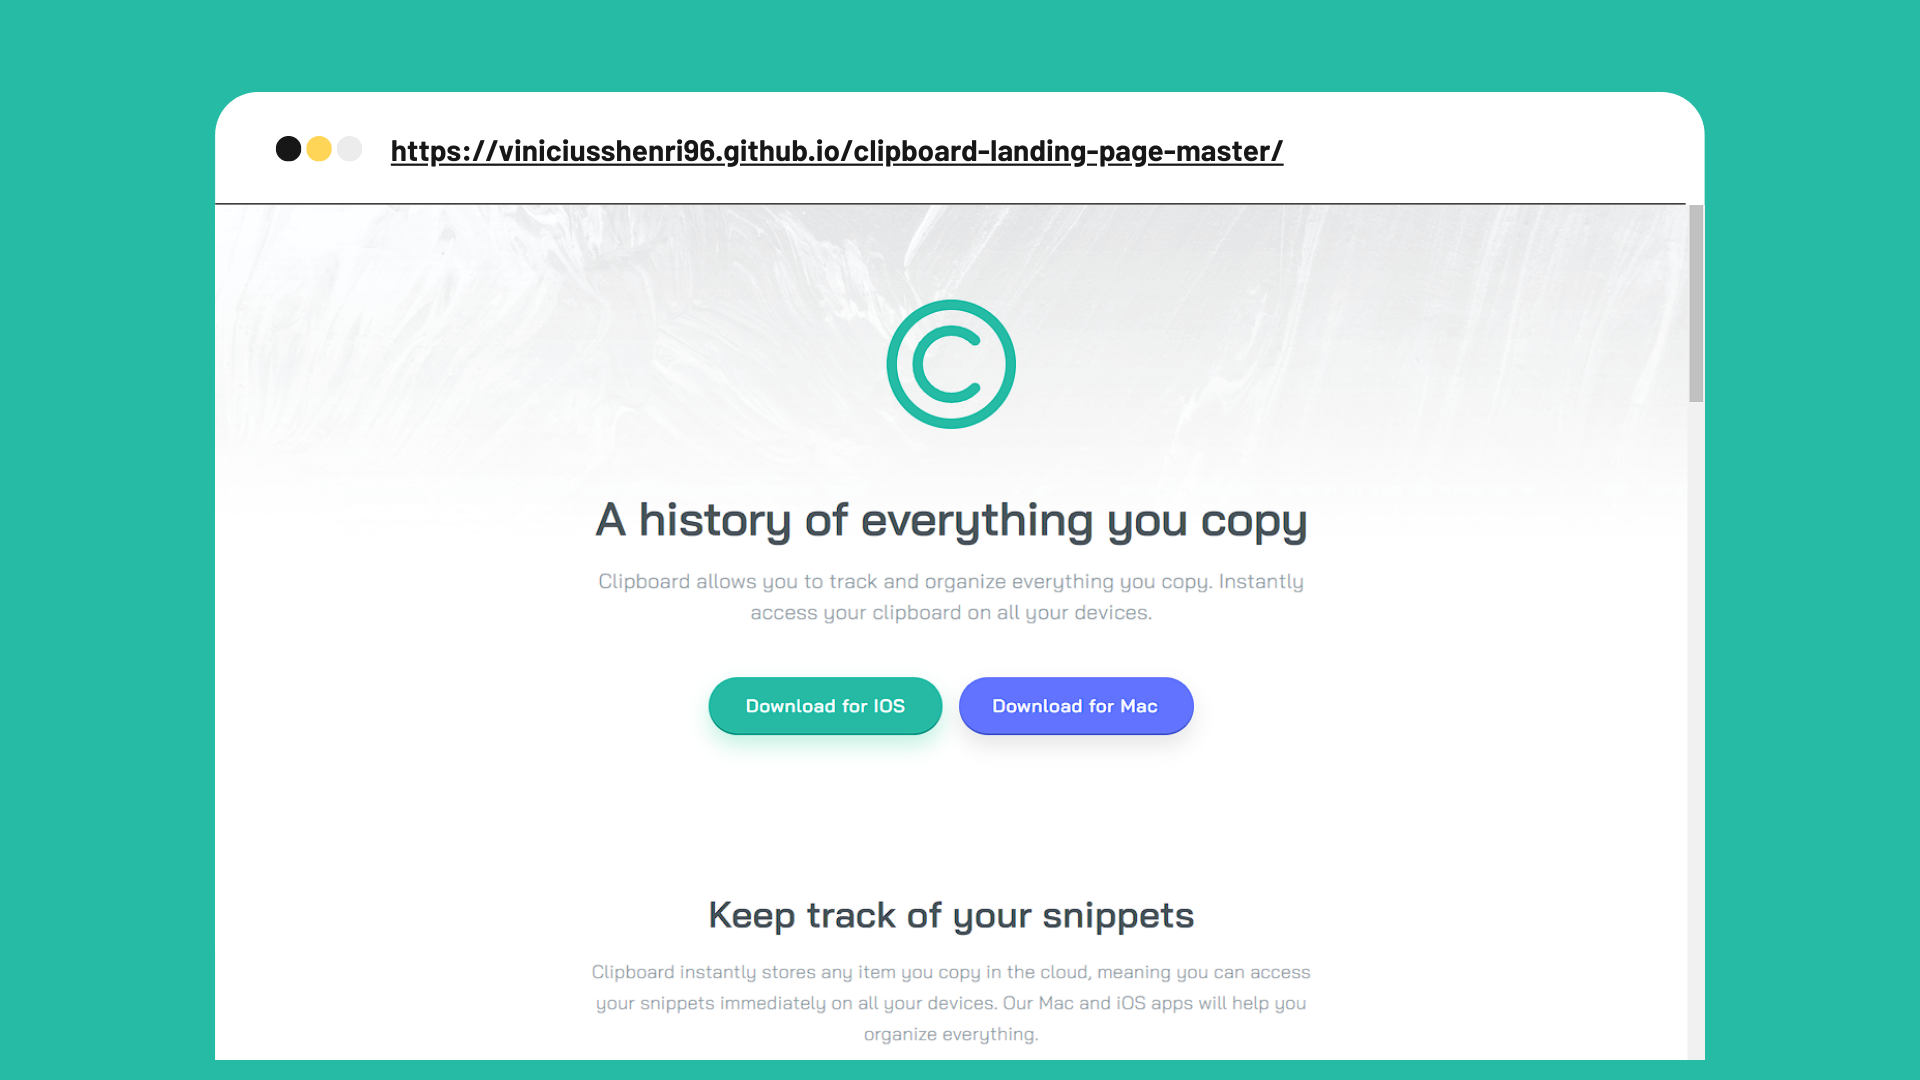 https://viniciusshenri96.github.io/clipboard-landing-page-master/
A history of everything you copy
Clipboard allows you to track and organize everything you copy. Instantly
access your clipboard on all your devices.
Download for IOS
Download for Mac
Keep track of your snippets
Clipboard instantly stores any item you copy in the cloud, meaning you can access
your snippets immediately on all your devices. Our Mac and iOS apps will help you
organize everything.